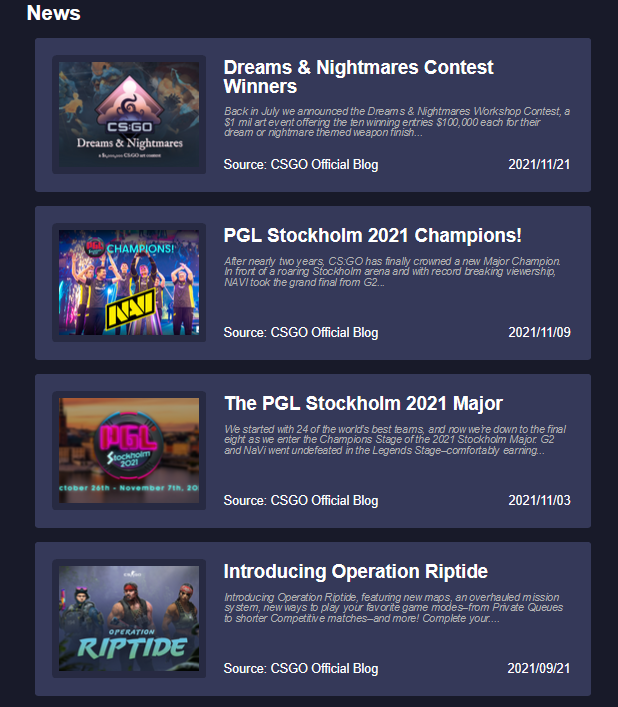 News
Dreams & Nightmares Contest
Winners
Back in July we announced the Dreams & Nightmares Workshop Contest, a
$1 mil art event offering the ten winning entries $100,000 each for their
dream or nightmare themed weapon finish...
CS:GO
Dreams & Nightmares
a CS:GO art contest
Source: CSGO Official Blog
2021/11/21
PGL Stockholm 2021 Champions!
After nearly two years, CS:GO has finally crowned a new Major Champion.
In front of a roaring Stockholm arena and with record breaking viewership,
NAVI took the grand final from G2...
PGL
CHAMPIONS!
NAVI
Source: CSGO Official Blog
2021/11/09
The PGL Stockholm 2021 Major
We started with 24 of the world's best teams, and now we're down to the final
eight as we enter the Champions Stage of the 2021 Stockholm Major. G2
and NaVi went undefeated in the Legends Stage–comfortably earning...
PGL
Stockholm
2021
ctober 26th - November 7th, 20
Source: CSGO Official Blog
2021/11/03
Introducing Operation Riptide
Introducing Operation Riptide, featuring new maps, an overhauled mission
system, new ways to play your favorite game modes–from Private Queues
to shorter Competitive matches–and more! Complete your....
CS:GO
OPERATION
RIPTIDE
Source: CSGO Official Blog
2021/09/21